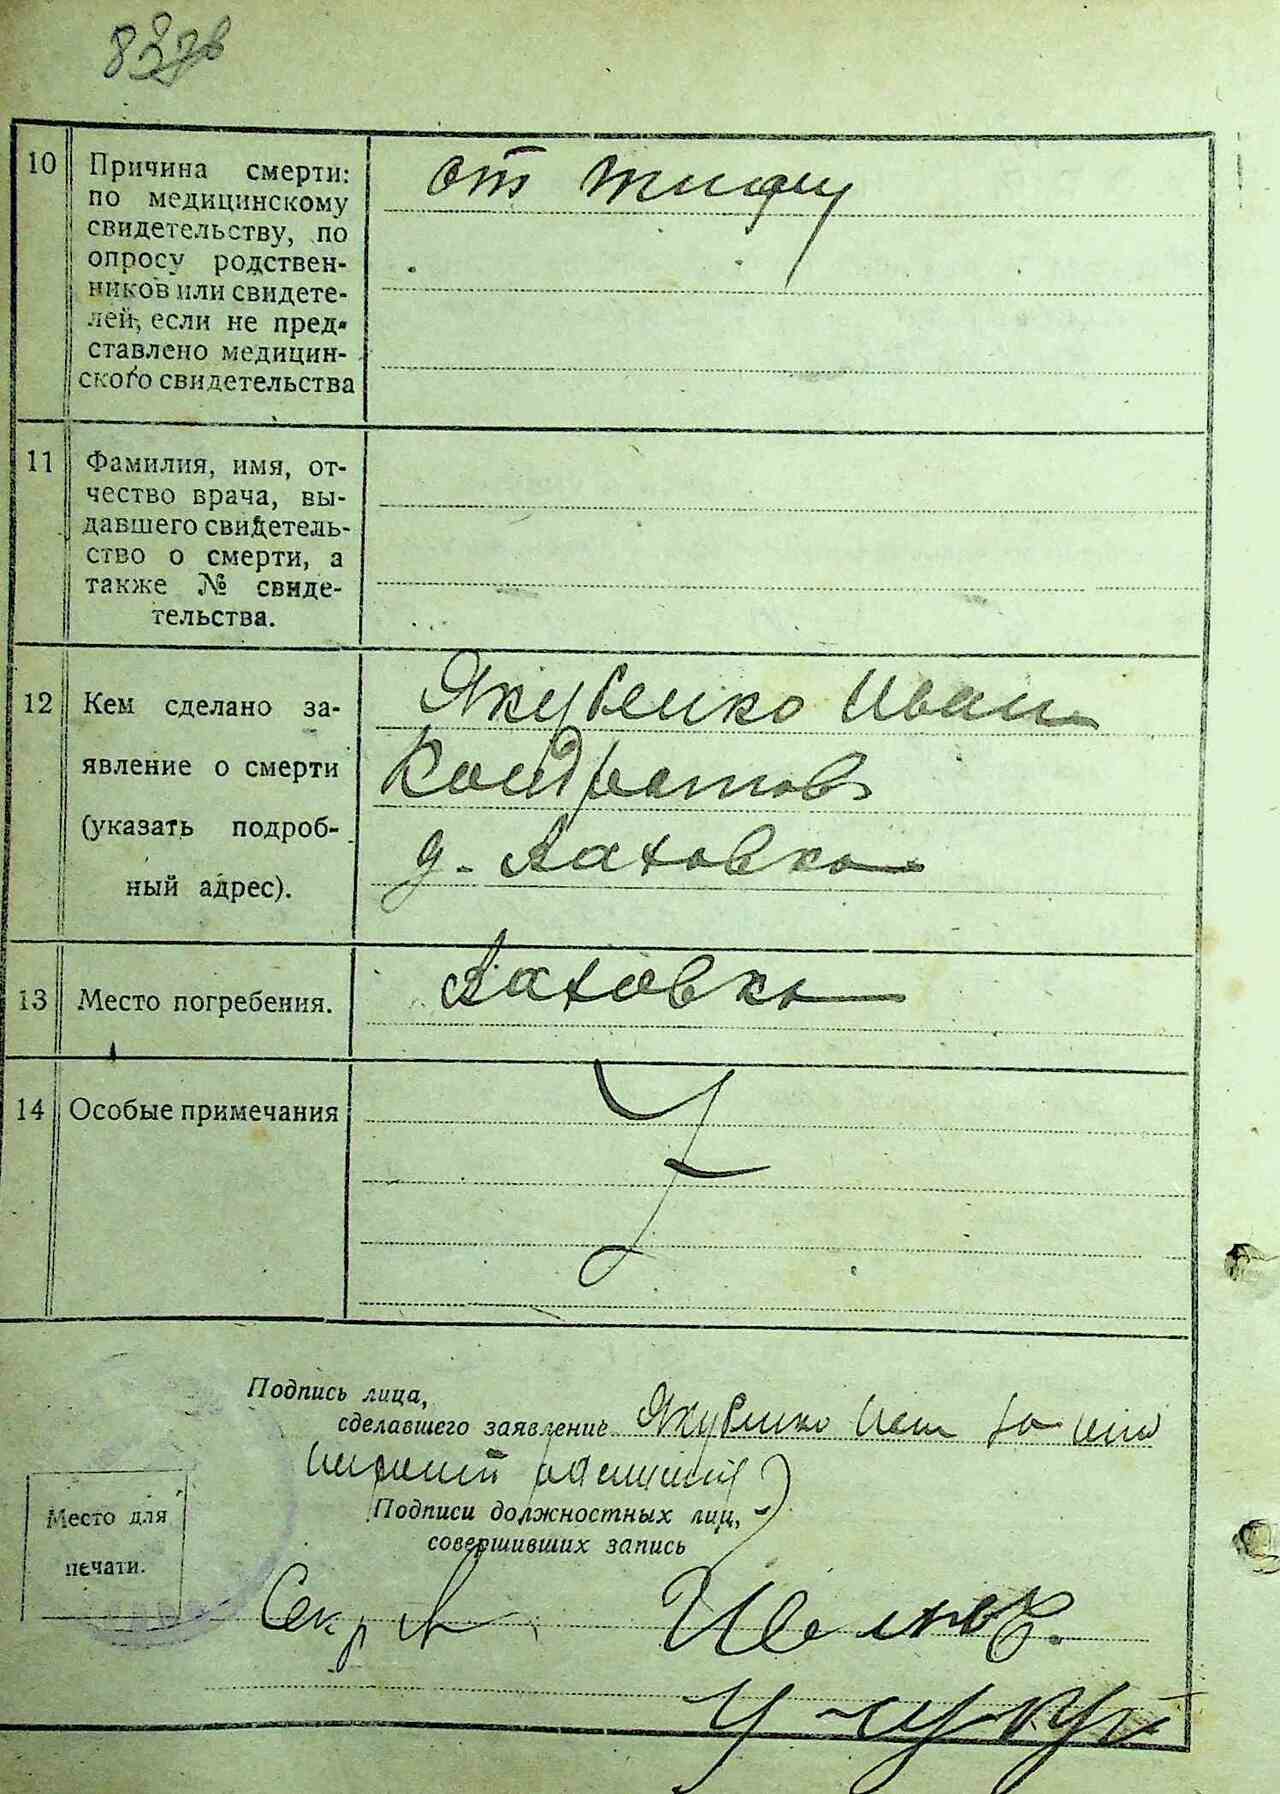 10 Причина смерти: от тифу
по медицинскому
свидетельству, по
опросу родствен-
ников или свидете-
лей, если не пред-
ставлено медицин-
ского свидетельства
11 Фамилия, имя, от-
чество врача, вы-
давшего свидетель-
ство о смерти, а
также № свиде-
тельства.
12 Кем сделано за-
явление о смерти
(указать подроб-
ный адрес).
Якубенко Иван
Кондратов
д.
13 Место погребения.
14 Особые примечания
Подпись лица,
сделавшего заявление Якубенко
Подписи должностных лиц,
совершивших запись
Место для
печати.
Секр